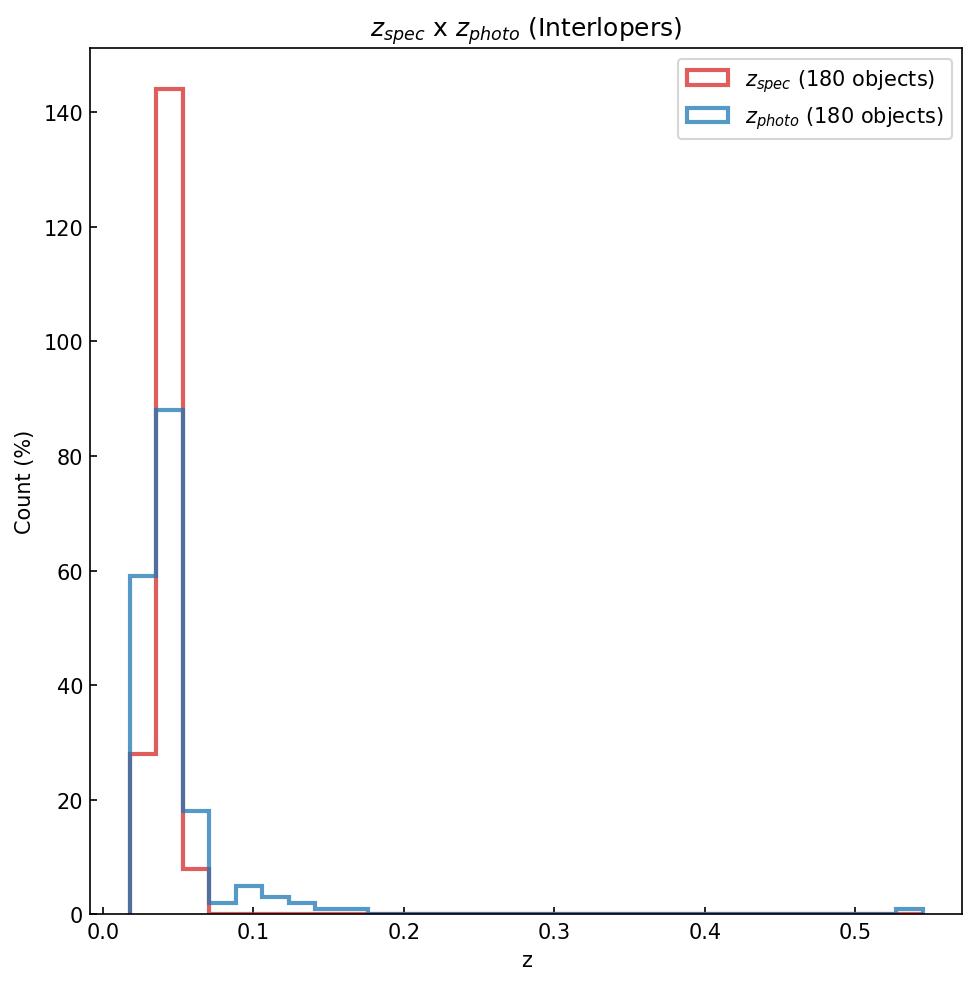 z_spec x z_photo (Interlopers)
z_spec (180 objects)
z_photo (180 objects)
Count (%)
140
120
100
80
60
40
20
0
0.0 0.1 0.2 0.3 0.4 0.5
z